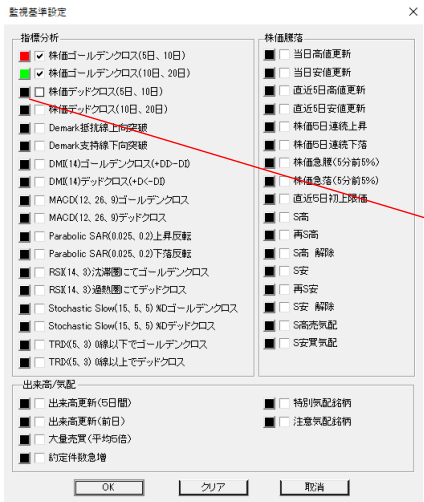 監視基準設定
指標分析
株価ゴールデンクロス(5日、10日)
株価ゴールデンクロス(10日、20日)
株価デッドクロス(5日、10日)
株価デッドクロス(10日、20日)
Demark抵抗線上向突破
Demark支持線下向突破
DMI(14)ゴールデンクロス(+DD-DI)
DMI(14)デッドクロス(+D<-DI)
MACD(12、26、9)ゴールデンクロス
MACD(12、26、9)デッドクロス
Parabolic SAR(0.025、0.2)上昇反転
Parabolic SAR(0.025、0.2)下落反転
RSI(14、3)沈滞圏にてゴールデンクロス
RSI(14、3)過熱圏にてデッドクロス
Stochastic Slow(15、5、5) %Dゴールデンクロス
Stochastic Slow(15、5、5) %Dデッドクロス
TRIX(5、3) 0線以下でゴールデンクロス
TRIX(5、3) 0線以上でデッドクロス
株価騰落
当日高値更新
当日安値更新
直近5日高値更新
直近5日安値更新
株価5日連続上昇
株価5日連続下落
株価急騰(5分前5%)
株価急落(5分前5%)
直近5日初上限価
S高
再S高
S高 解除
S安
再S安
S安 解除
S高売気配
S安買気配
出来高/気配
出来高更新(5日間)
出来高更新(前日)
大量売買(平均5倍)
約定件数急増
特別気配銘柄
注意気配銘柄
OK
クリア
取消